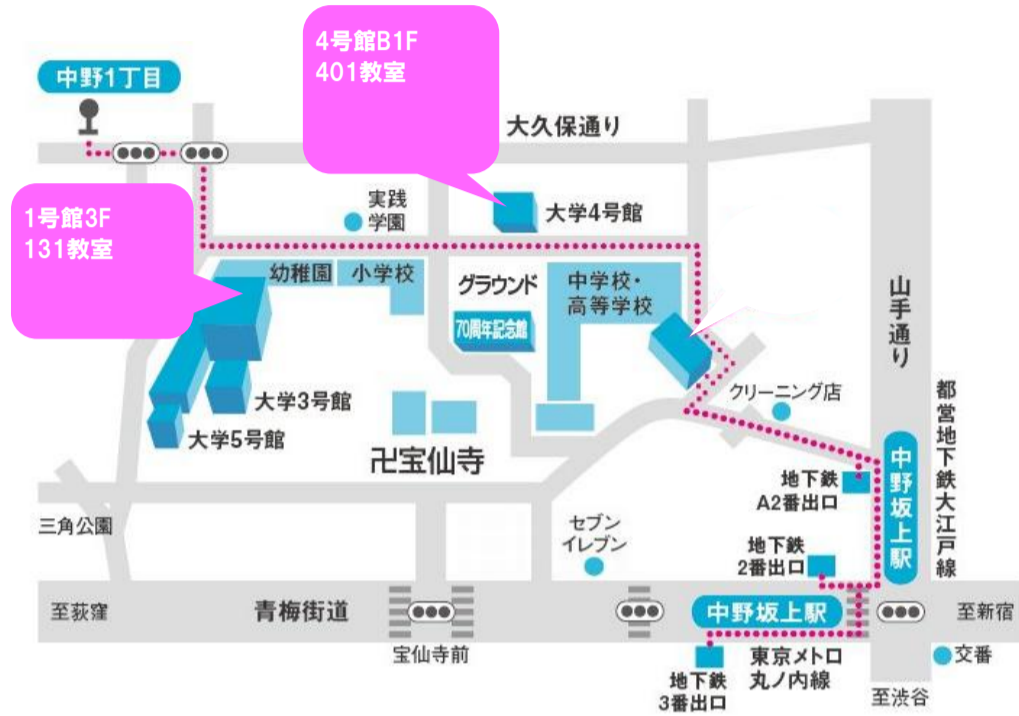 4号館B1F
401教室
中野1丁目
大久保通り
1号館3F
131教室
実践
学園
大学4号館
幼稚園
小学校
グラウンド
中学校・
高等学校
70周年記念館
山手通り
クリーニング店
大学3号館
大学5号館
卍宝仙寺
都営地下鉄大江戸線
中野坂上駅
地下鉄
A2番出口
三角公園
セブン
イレブン
地下鉄
2番出口
至荻窪
青梅街道
中野坂上駅
至新宿
宝仙寺前
地下鉄
3番出口
東京メトロ
丸ノ内線
交番
至渋谷